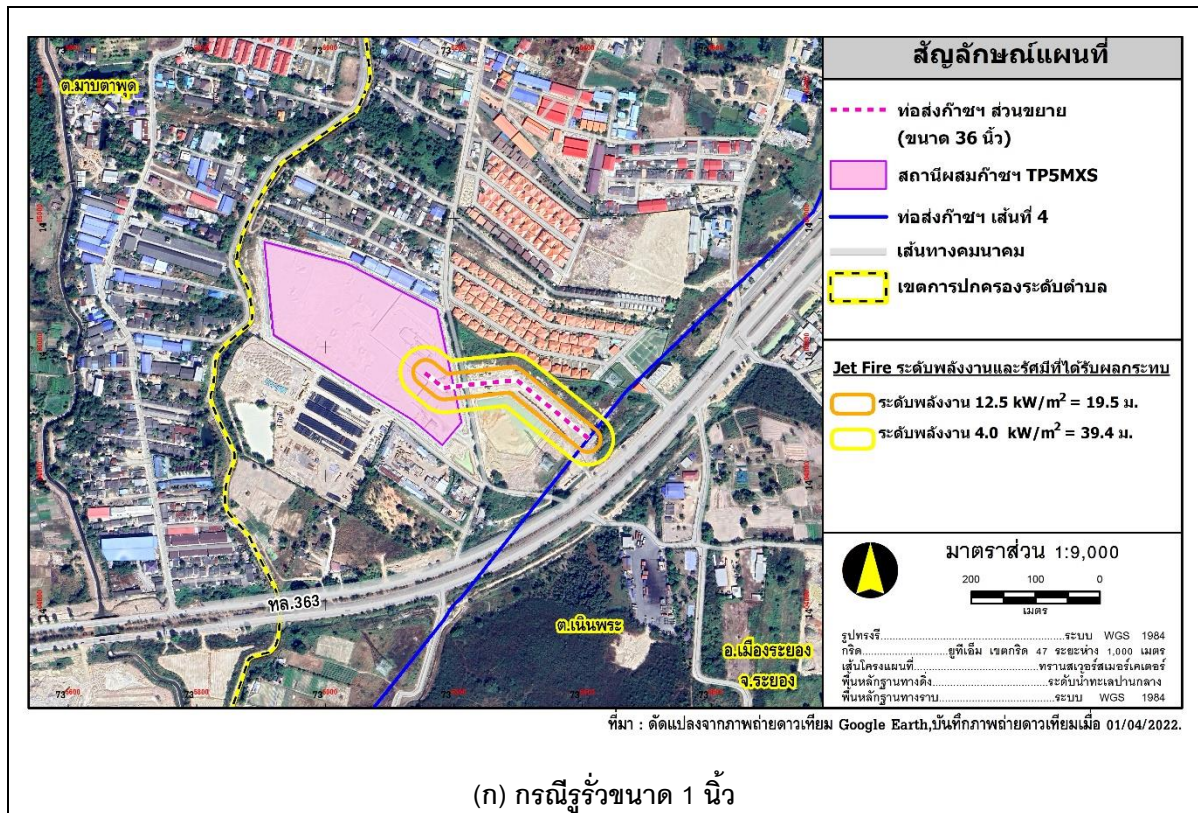 73⁵⁶⁰⁰
73⁵⁸⁰⁰
73⁶⁰⁰⁰
73⁶²⁰⁰
73⁶⁴⁰⁰
73⁶⁶⁰⁰
ต.มาบตาพุด
ทล.363
ต.เนินพระ
อ.เมืองระยอง
จ.ระยอง
สัญลักษณ์แผนที่
ท่อส่งก๊าซฯ ส่วนขยาย
(ขนาด 36 นิ้ว)
สถานีผสมก๊าซฯ TP5MXS
ท่อส่งก๊าซฯ เส้นที่ 4
เส้นทางคมนาคม
เขตการปกครองระดับตำบล
Jet Fire ระดับพลังงานและรัศมีที่ได้รับผลกระทบ
ระดับพลังงาน 12.5 kW/m² = 19.5 ม.
ระดับพลังงาน 4.0 kW/m² = 39.4 ม.
มาตราส่วน 1:9,000
200 100 0
เมตร
รูปทรงรี................ระบบ WGS 1984
กริด................ยูทีเอ็ม เขตกริด 47 ระยะห่าง 1,000 เมตร
เส้นโครงแผนที่................ทรานสเวอร์สเมอร์เคเตอร์
พื้นหลักฐานทางดิ่ง................ระดับน้ำทะเลปานกลาง
พื้นหลักฐานทางราบ................ระบบ WGS 1984
ที่มา : ดัดแปลงจากภาพถ่ายดาวเทียม Google Earth,บันทึกภาพถ่ายดาวเทียมเมื่อ 01/04/2022.
(ก) กรณีรูรั่วขนาด 1 นิ้ว